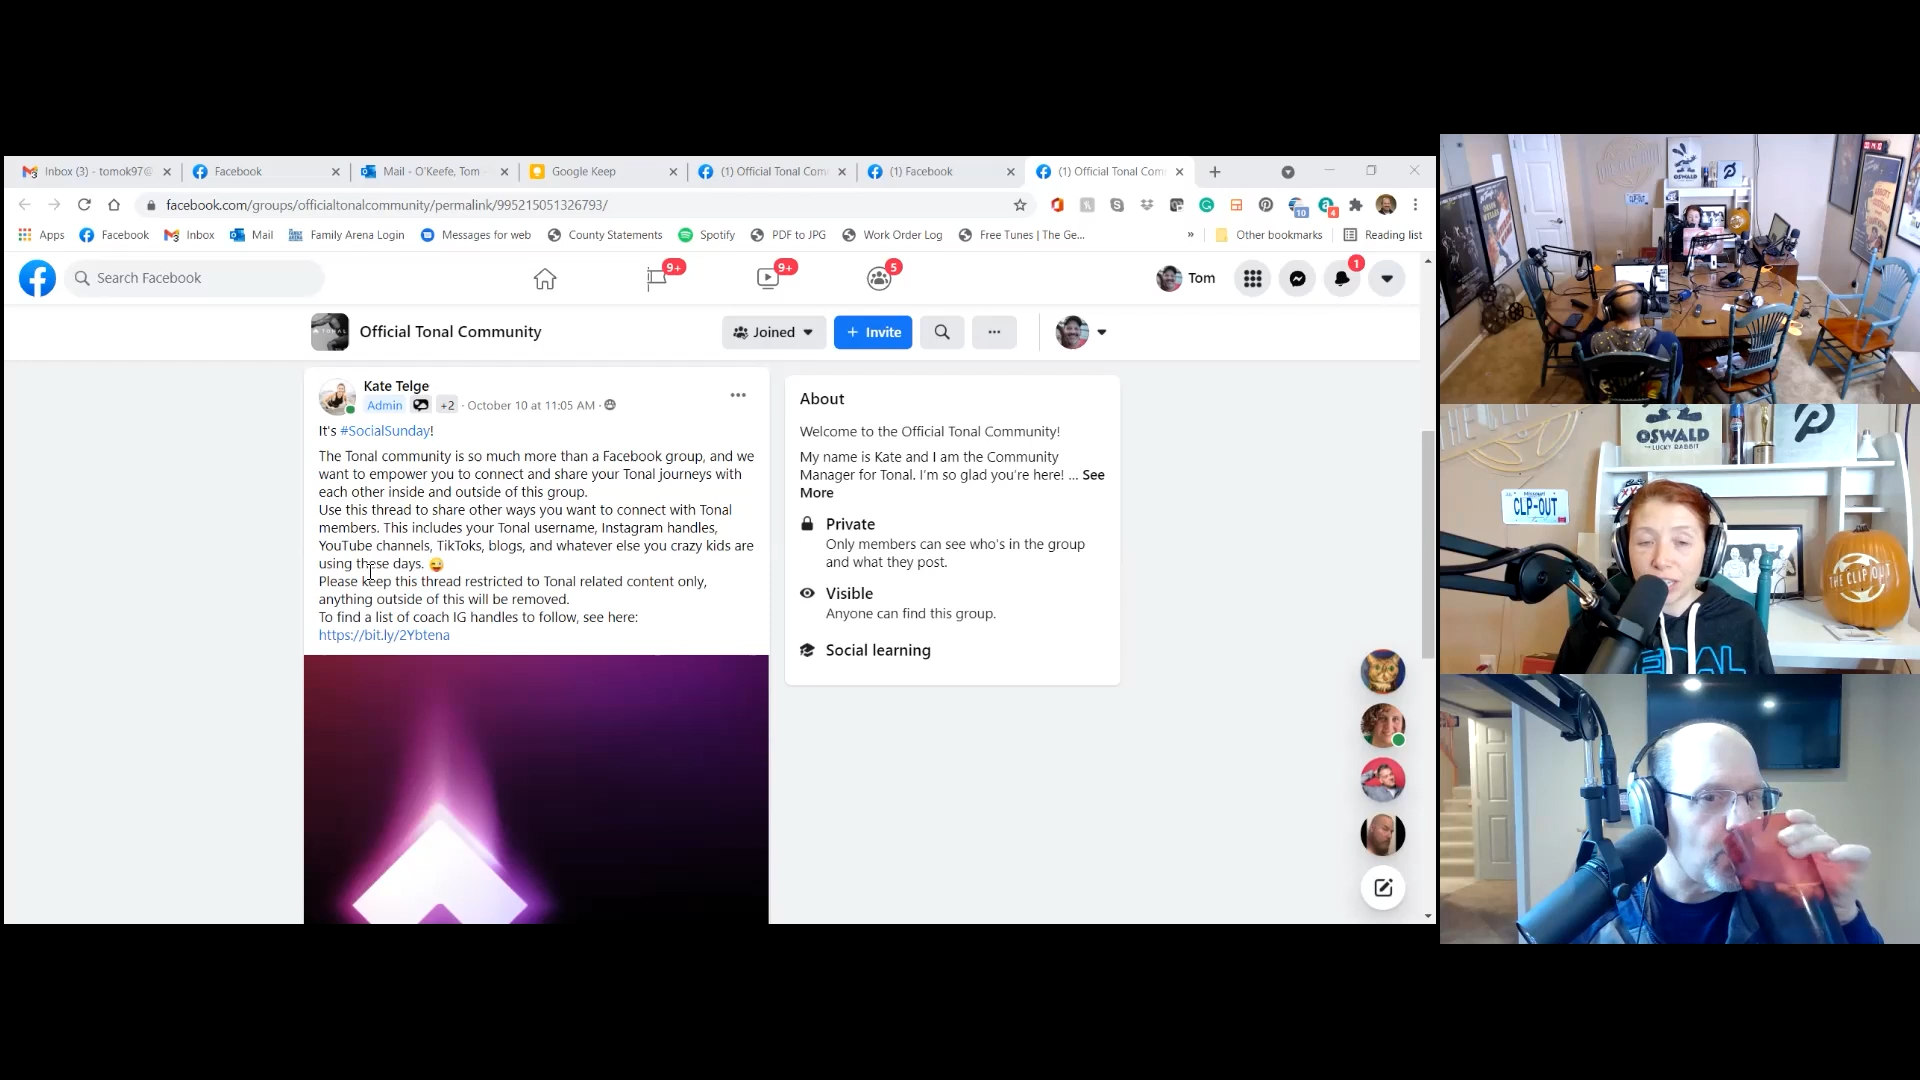 Inbox (3) - tomok97@
Facebook
Mail - O'Keefe, Tom
Google Keep
(1) Official Tonal Com
(1) Facebook
(1) Official Tonal Com
facebook.com/groups/officialtonalcommunity/permalink/995215051326793/
10
4
Apps
Facebook
Inbox
Mail
Family Arena Login
Messages for web
County Statements
Spotify
PDF to JPG
Work Order Log
Free Tunes | The Ge...
»
Other bookmarks
Reading list
Search Facebook
9+
9+
5
Tom
1
Official Tonal Community
Joined
+ Invite
Kate Telge
Admin
+2 · October 10 at 11:05 AM ·
It's #SocialSunday!
The Tonal community is so much more than a Facebook group, and we
want to empower you to connect and share your Tonal journeys with
each other inside and outside of this group.
Use this thread to share other ways you want to connect with Tonal
members. This includes your Tonal username, Instagram handles,
YouTube channels, TikToks, blogs, and whatever else you crazy kids are
using these days. 😜
Please keep this thread restricted to Tonal related content only,
anything outside of this will be removed.
To find a list of coach IG handles to follow, see here:
https://bit.ly/2Ybtena
About
Welcome to the Official Tonal Community!
My name is Kate and I am the Community
Manager for Tonal. I'm so glad you're here! ... See
More
Private
Only members can see who's in the group
and what they post.
Visible
Anyone can find this group.
Social learning
OSWALD
OSWALD
THE LUCKY RABBIT
CLP-OUT
THE CLIP OUT